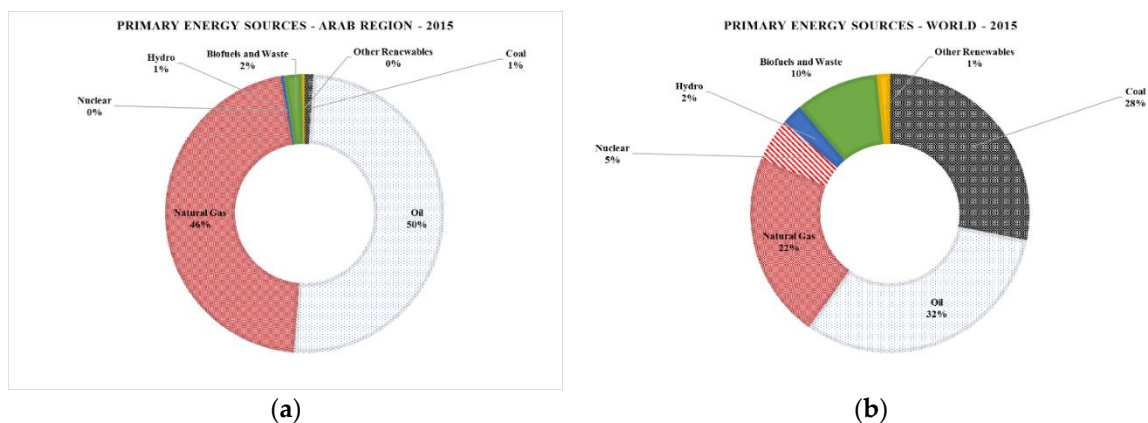 PRIMARY ENERGY SOURCES - ARAB REGION - 2015
Other Renewables
0%
Coal
1%
Biofuels and Waste
2%
Hydro
1%
Nuclear
0%
Natural Gas
46%
Oil
50%
(a)
PRIMARY ENERGY SOURCES - WORLD - 2015
Other Renewables
1%
Biofuels and Waste
10%
Coal
28%
Hydro
2%
Nuclear
5%
Natural Gas
22%
Oil
32%
(b)